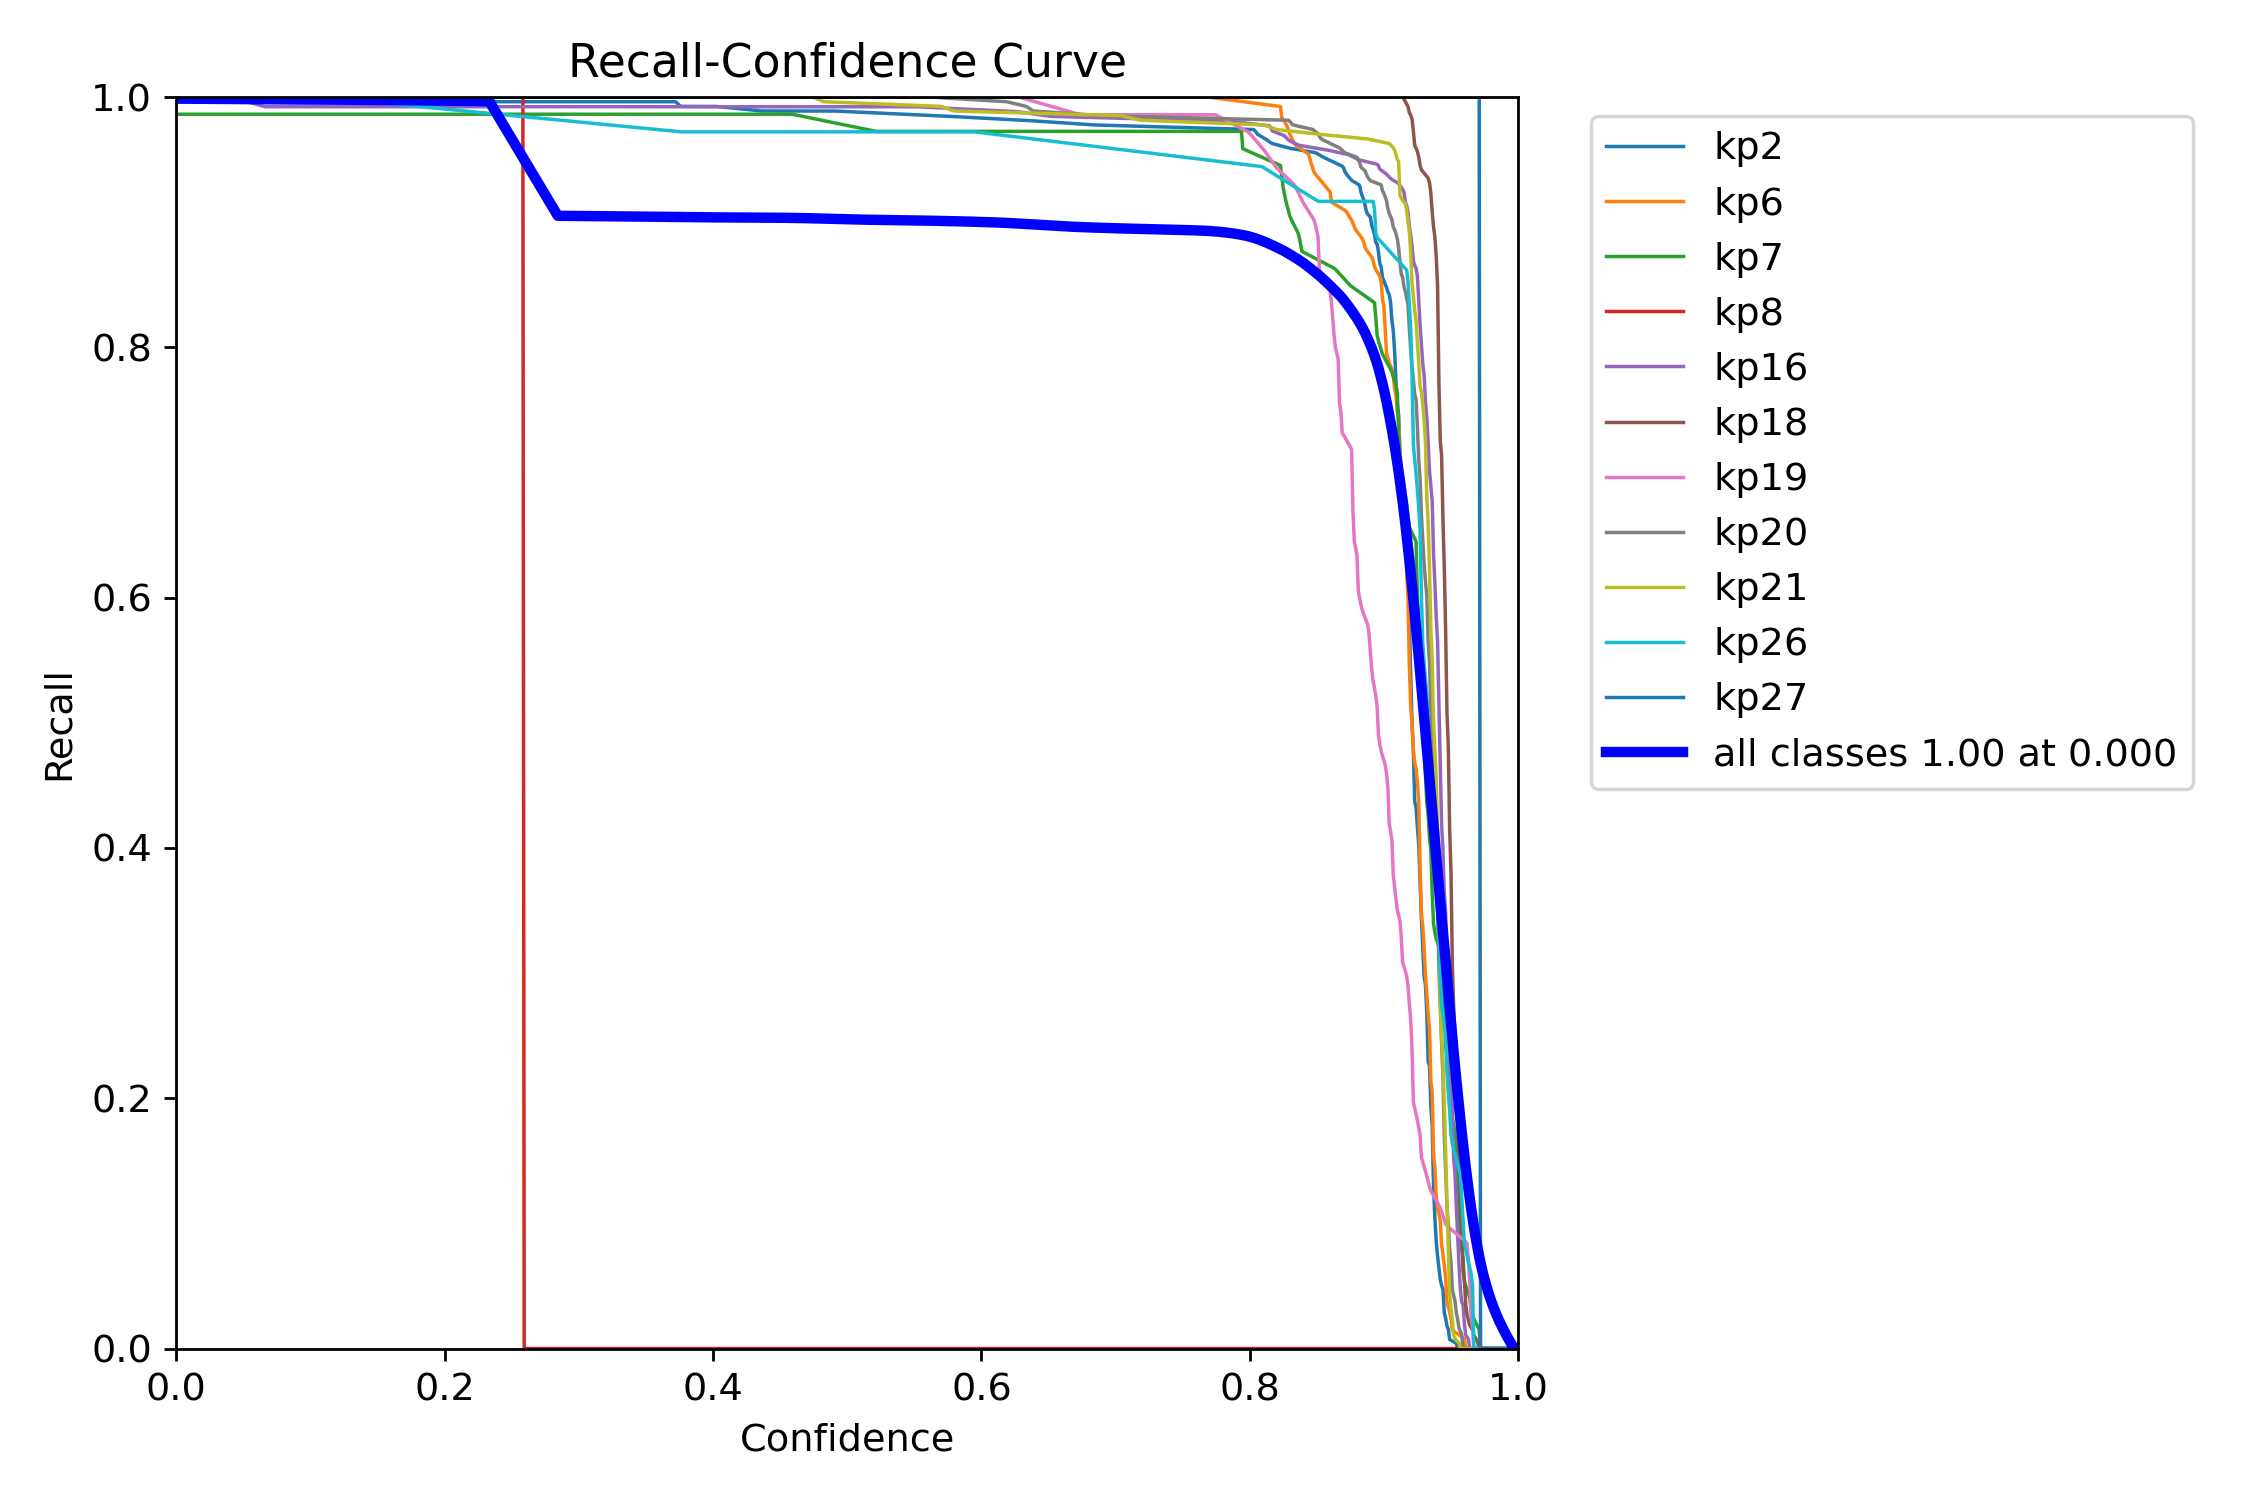 Recall-Confidence Curve
1.0
0.8
0.6
0.4
0.2
0.0
Recall
0.0 0.2 0.4 0.6 0.8 1.0
Confidence
kp2
kp6
kp7
kp8
kp16
kp18
kp19
kp20
kp21
kp26
kp27
all classes 1.00 at 0.000